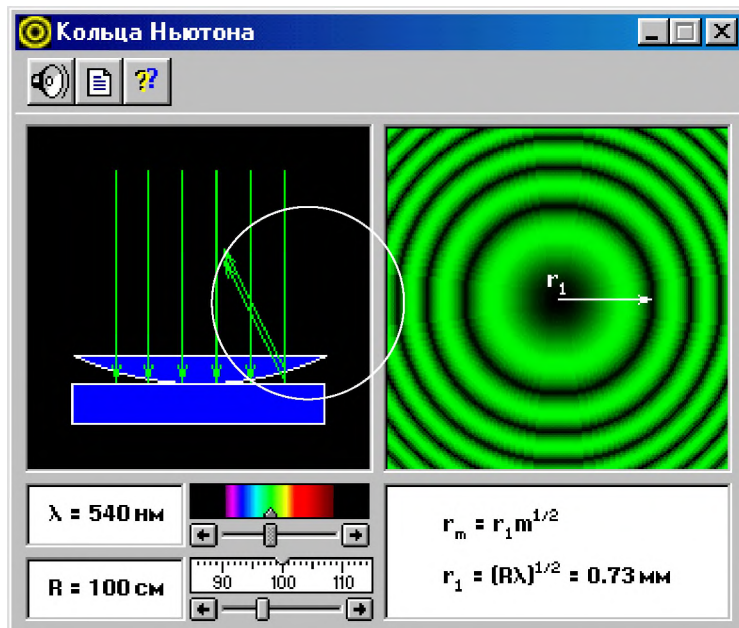 Кольца Ньютона
??
r₁
λ = 540 нм
90 100 110
R = 100 см
rₘ = r₁m¹/²
r₁ = (Rλ)¹/² = 0.73 мм